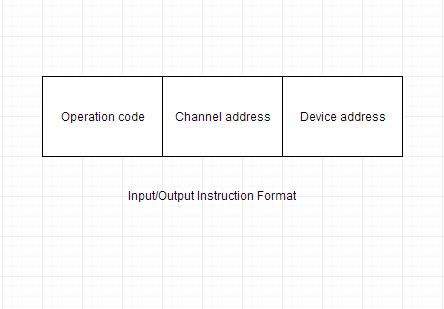 Operation code
Channel address
Device address
Input/Output Instruction Format